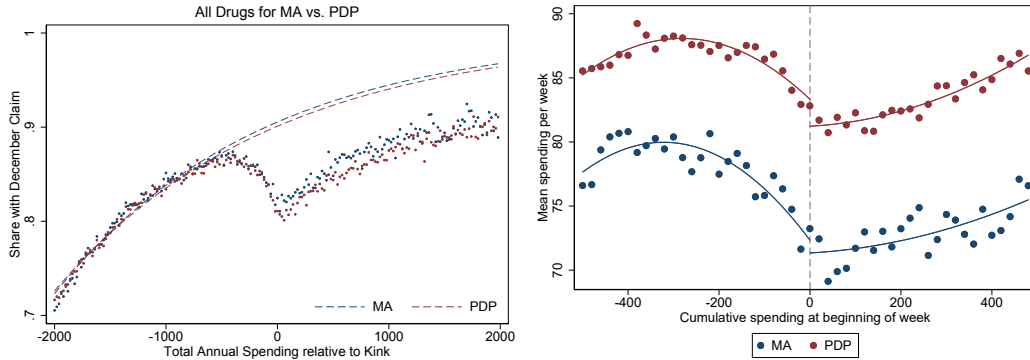 All Drugs for MA vs. PDP
Share with December Claim
1
.9
.8
.7
-2000
-1000
0
1000
2000
Total Annual Spending relative to Kink
MA
PDP
Mean spending per week
90
85
80
75
70
-400
-200
0
200
400
Cumulative spending at beginning of week
MA
PDP